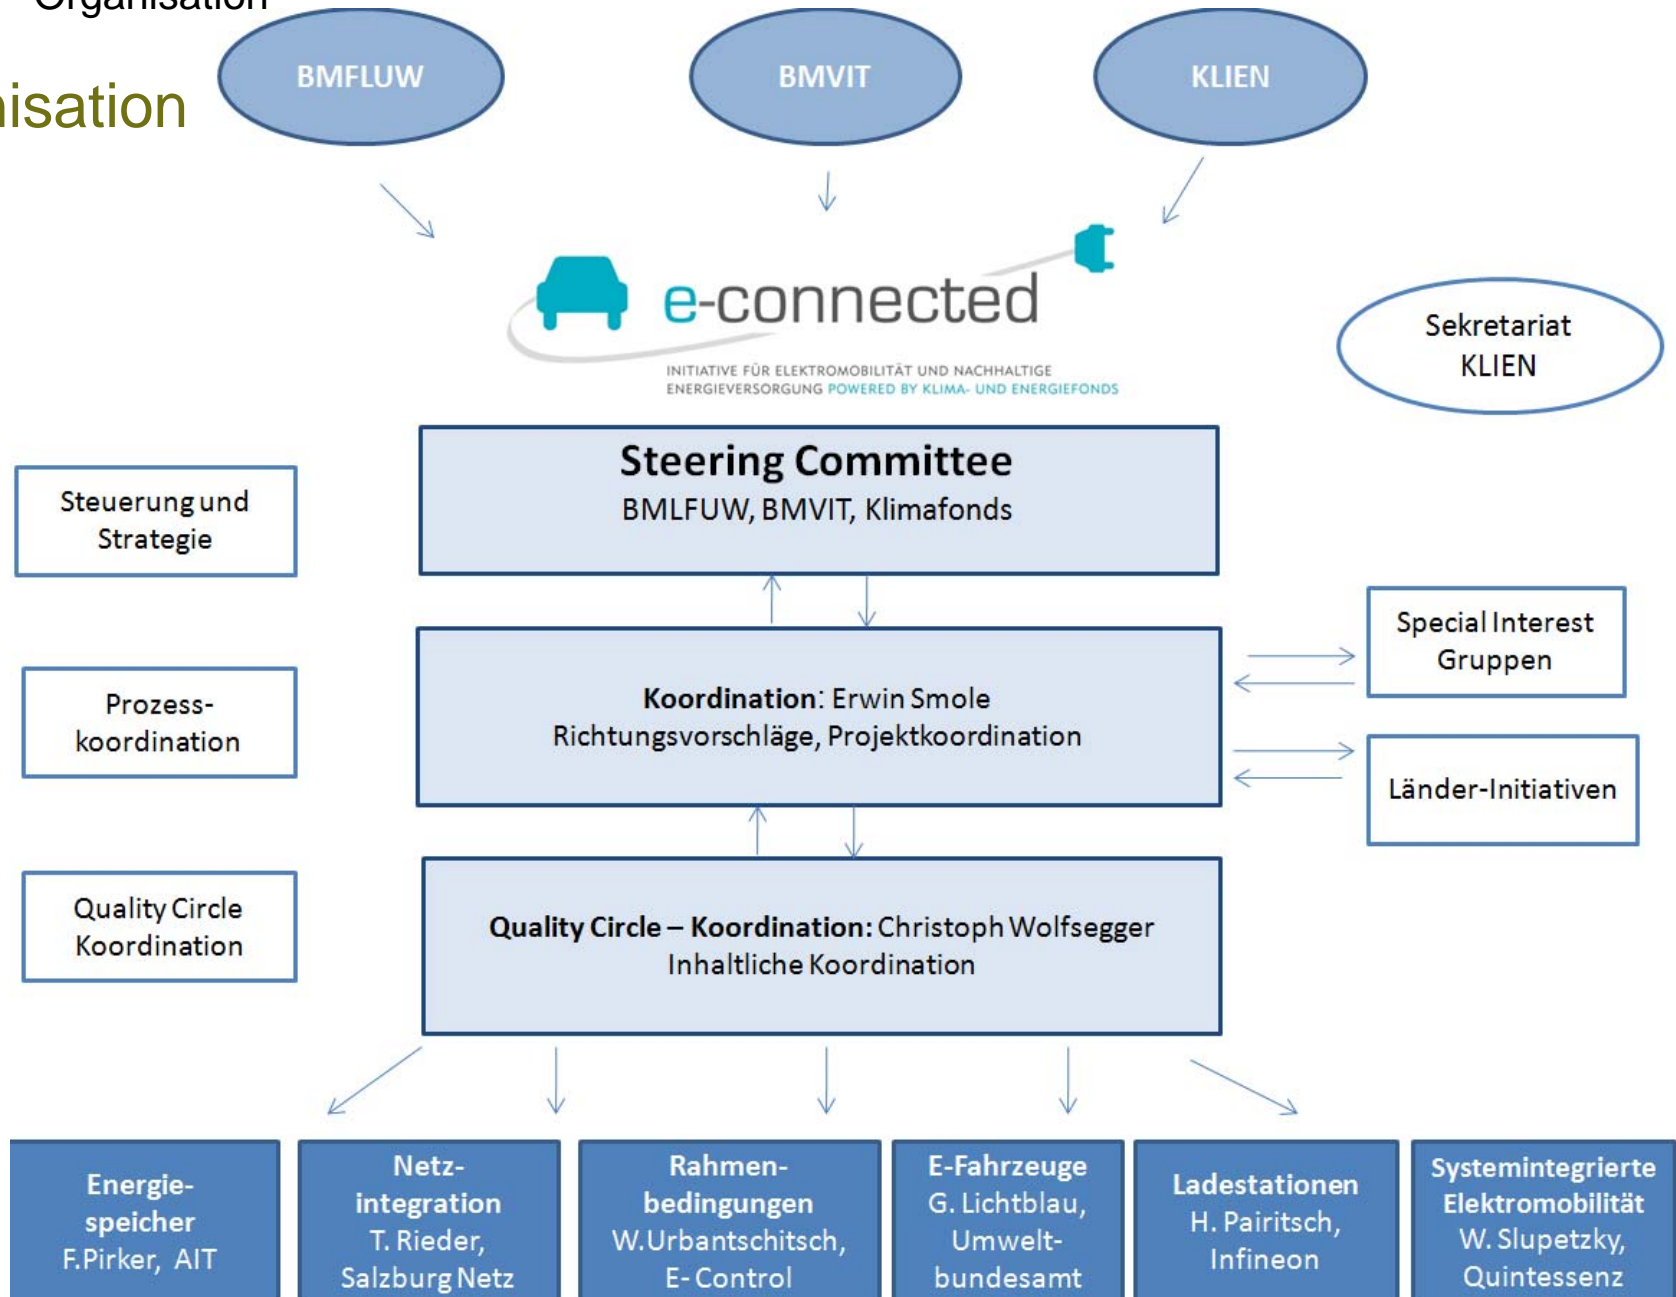 Organisation
nisation
BMFLUW
BMVIT
KLIEN
e-connected
INITIATIVE FÜR ELEKTROMOBILITÄT UND NACHHALTIGE
ENERGIEVERSORGUNG POWERED BY KLIMA- UND ENERGIEFONDS
Sekretariat
KLIEN
Steering Committee
BMLFUW, BMVIT, Klimafonds
Steuerung und
Strategie
Koordination: Erwin Smole
Richtungsvorschläge, Projektkoordination
Prozess-
koordination
Special Interest
Gruppen
Länder-Initiativen
Quality Circle
Koordination
Quality Circle – Koordination: Christoph Wolfsegger
Inhaltliche Koordination
Energie-
speicher
F.Pirker, AIT
Netz-
integration
T. Rieder,
Salzburg Netz
Rahmen-
bedingungen
W.Urbantschitsch,
E- Control
E-Fahrzeuge
G. Lichtblau,
Umwelt-
bundesamt
Ladestationen
H. Pairitsch,
Infineon
Systemintegrierte
Elektromobilität
W. Slupetzky,
Quintessenz